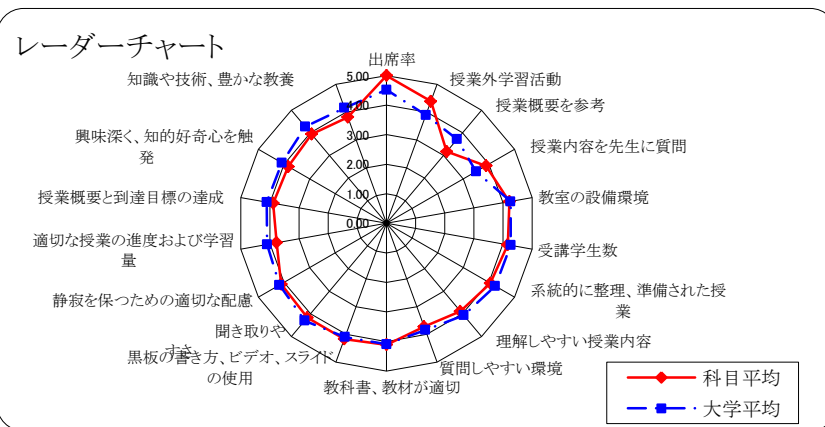 レーダーチャート
出席率
授業外学習活動
授業概要を参考
授業内容を先生に質問
教室の設備環境
受講学生数
系統的に整理、準備された授
業
理解しやすい授業内容
質問しやすい環境
教科書、教材が適切
黒板の書き方、ビデオ、スライド
の使用
聞き取りや
すさ
静寂を保つための適切な配慮
適切な授業の進度および学習
量
授業概要と到達目標の達成
興味深く、知的好奇心を触
発
知識や技術、豊かな教養
5.00
4.00
3.00
2.00
1.00
0.00
科目平均
大学平均